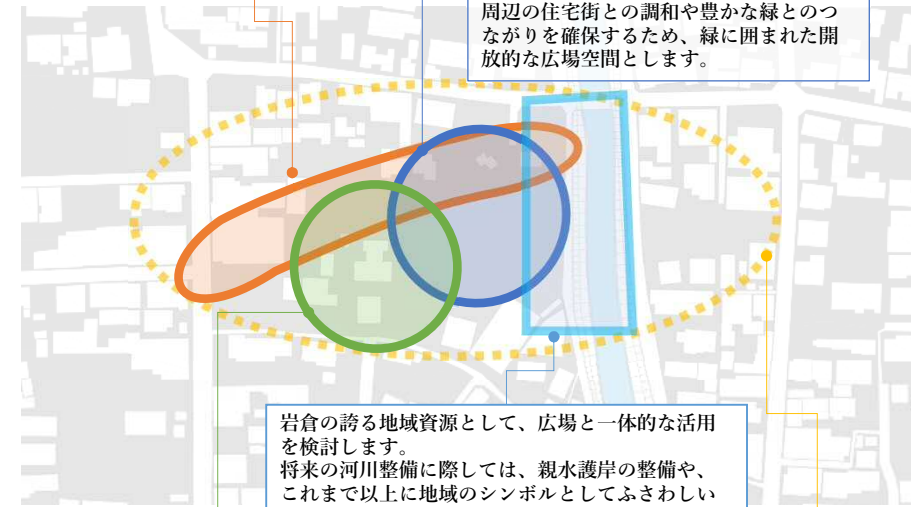 周辺の住宅街との調和や豊かな緑とのつ
ながりを確保するため、緑に囲まれた開
放的な広場空間とします。
岩倉の誇る地域資源として、広場と一体的な活用
を検討します。
将来の河川整備に際しては、親水護岸の整備や、
これまで以上に地域のシンボルとしてふさわしい